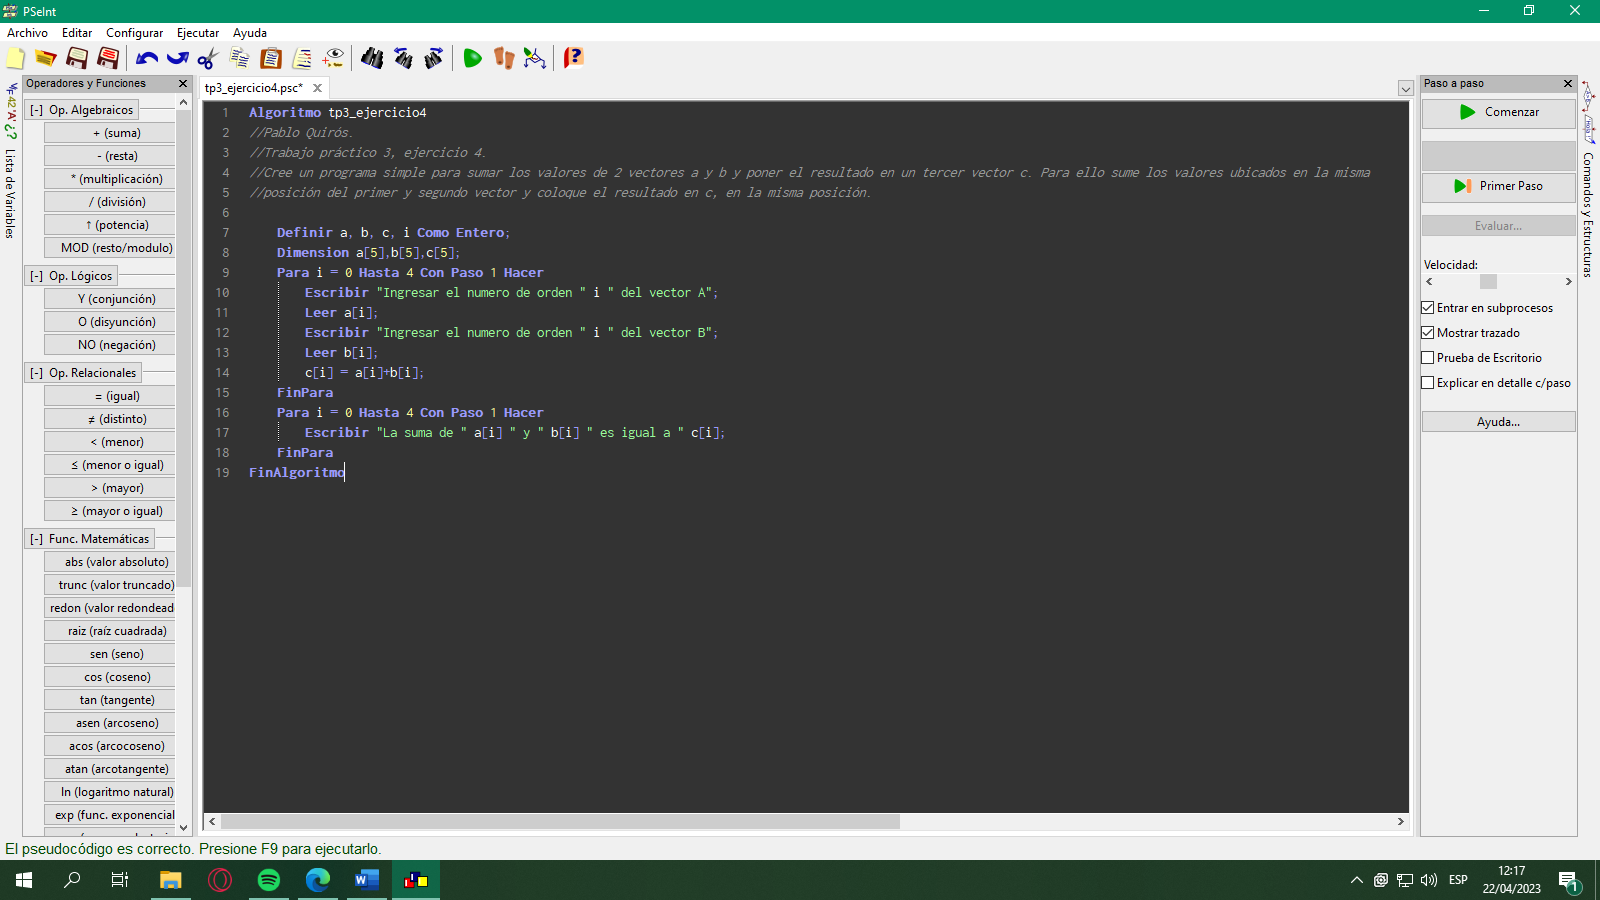 PSeInt
Archivo Editar Configurar Ejecutar Ayuda
Operadores y Funciones
tp3_ejercicio4.psc*
Paso a paso
Lista de Variables
[-] Op. Algebraicos
+ (suma)
- (resta)
* (multiplicación)
/ (división)
↑ (potencia)
MOD (resto/modulo)
[-] Op. Lógicos
Y (conjunción)
O (disyunción)
NO (negación)
[-] Op. Relacionales
= (igual)
≠ (distinto)
< (menor)
≤ (menor o igual)
> (mayor)
≥ (mayor o igual)
[-] Func. Matemáticas
abs (valor absoluto)
trunc (valor truncado)
redon (valor redondead
raiz (raíz cuadrada)
sen (seno)
cos (coseno)
tan (tangente)
asen (arcoseno)
acos (arcocoseno)
atan (arcotangente)
ln (logaritmo natural)
exp (func. exponencial
1 Algoritmo tp3_ejercicio4
2 //Pablo Quirós.
3 //Trabajo práctico 3, ejercicio 4.
4 //Cree un programa simple para sumar los valores de 2 vectores a y b y poner el resultado en un tercer vector c. Para ello sume los valores ubicados en la misma
5 //posición del primer y segundo vector y coloque el resultado en c, en la misma posición.
6
7 Definir a, b, c, i Como Entero;
8 Dimension a[5],b[5],c[5];
9 Para i = 0 Hasta 4 Con Paso 1 Hacer
10 Escribir "Ingresar el numero de orden " i " del vector A";
11 Leer a[i];
12 Escribir "Ingresar el numero de orden " i " del vector B";
13 Leer b[i];
14 c[i] = a[i]+b[i];
15 FinPara
16 Para i = 0 Hasta 4 Con Paso 1 Hacer
17 Escribir "La suma de " a[i] " y " b[i] " es igual a " c[i];
18 FinPara
19 FinAlgoritmo
Comenzar
Primer Paso
Evaluar...
Velocidad:
Entrar en subprocesos
Mostrar trazado
Prueba de Escritorio
Explicar en detalle c/paso
Ayuda...
Comandos y Estructuras
El pseudocódigo es correcto. Presione F9 para ejecutarlo.
ESP
12:17
22/04/2023
1